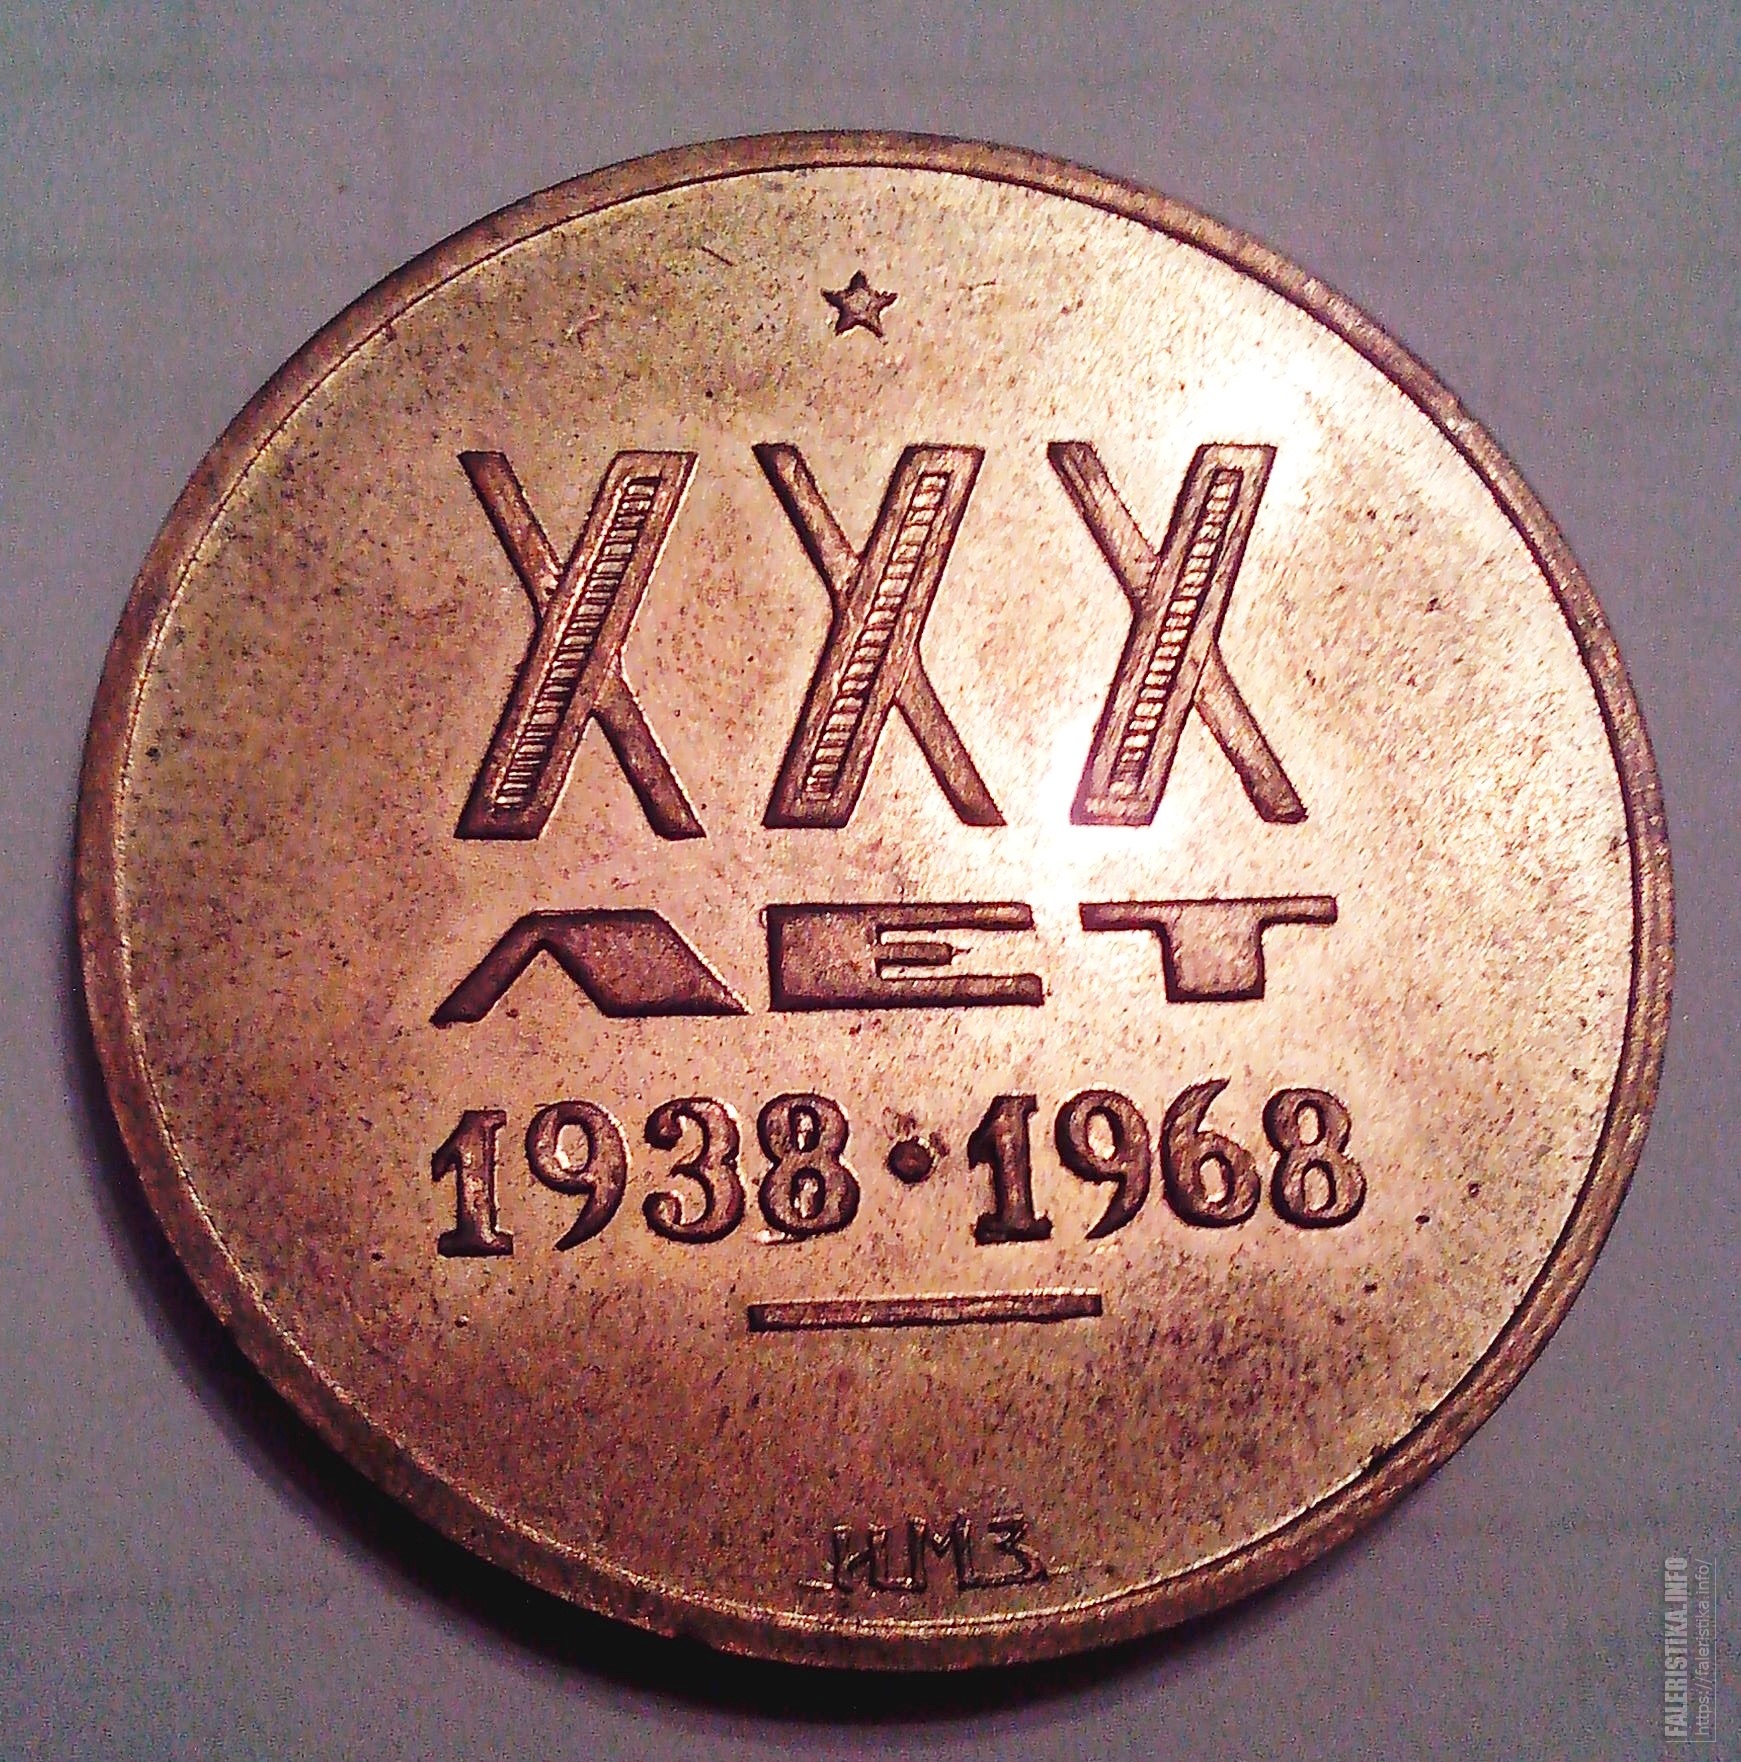 XXX
ЛЕТ
1938 • 1968
НМЗ
FALERISTIKA.INFO
https://faleristika.info/